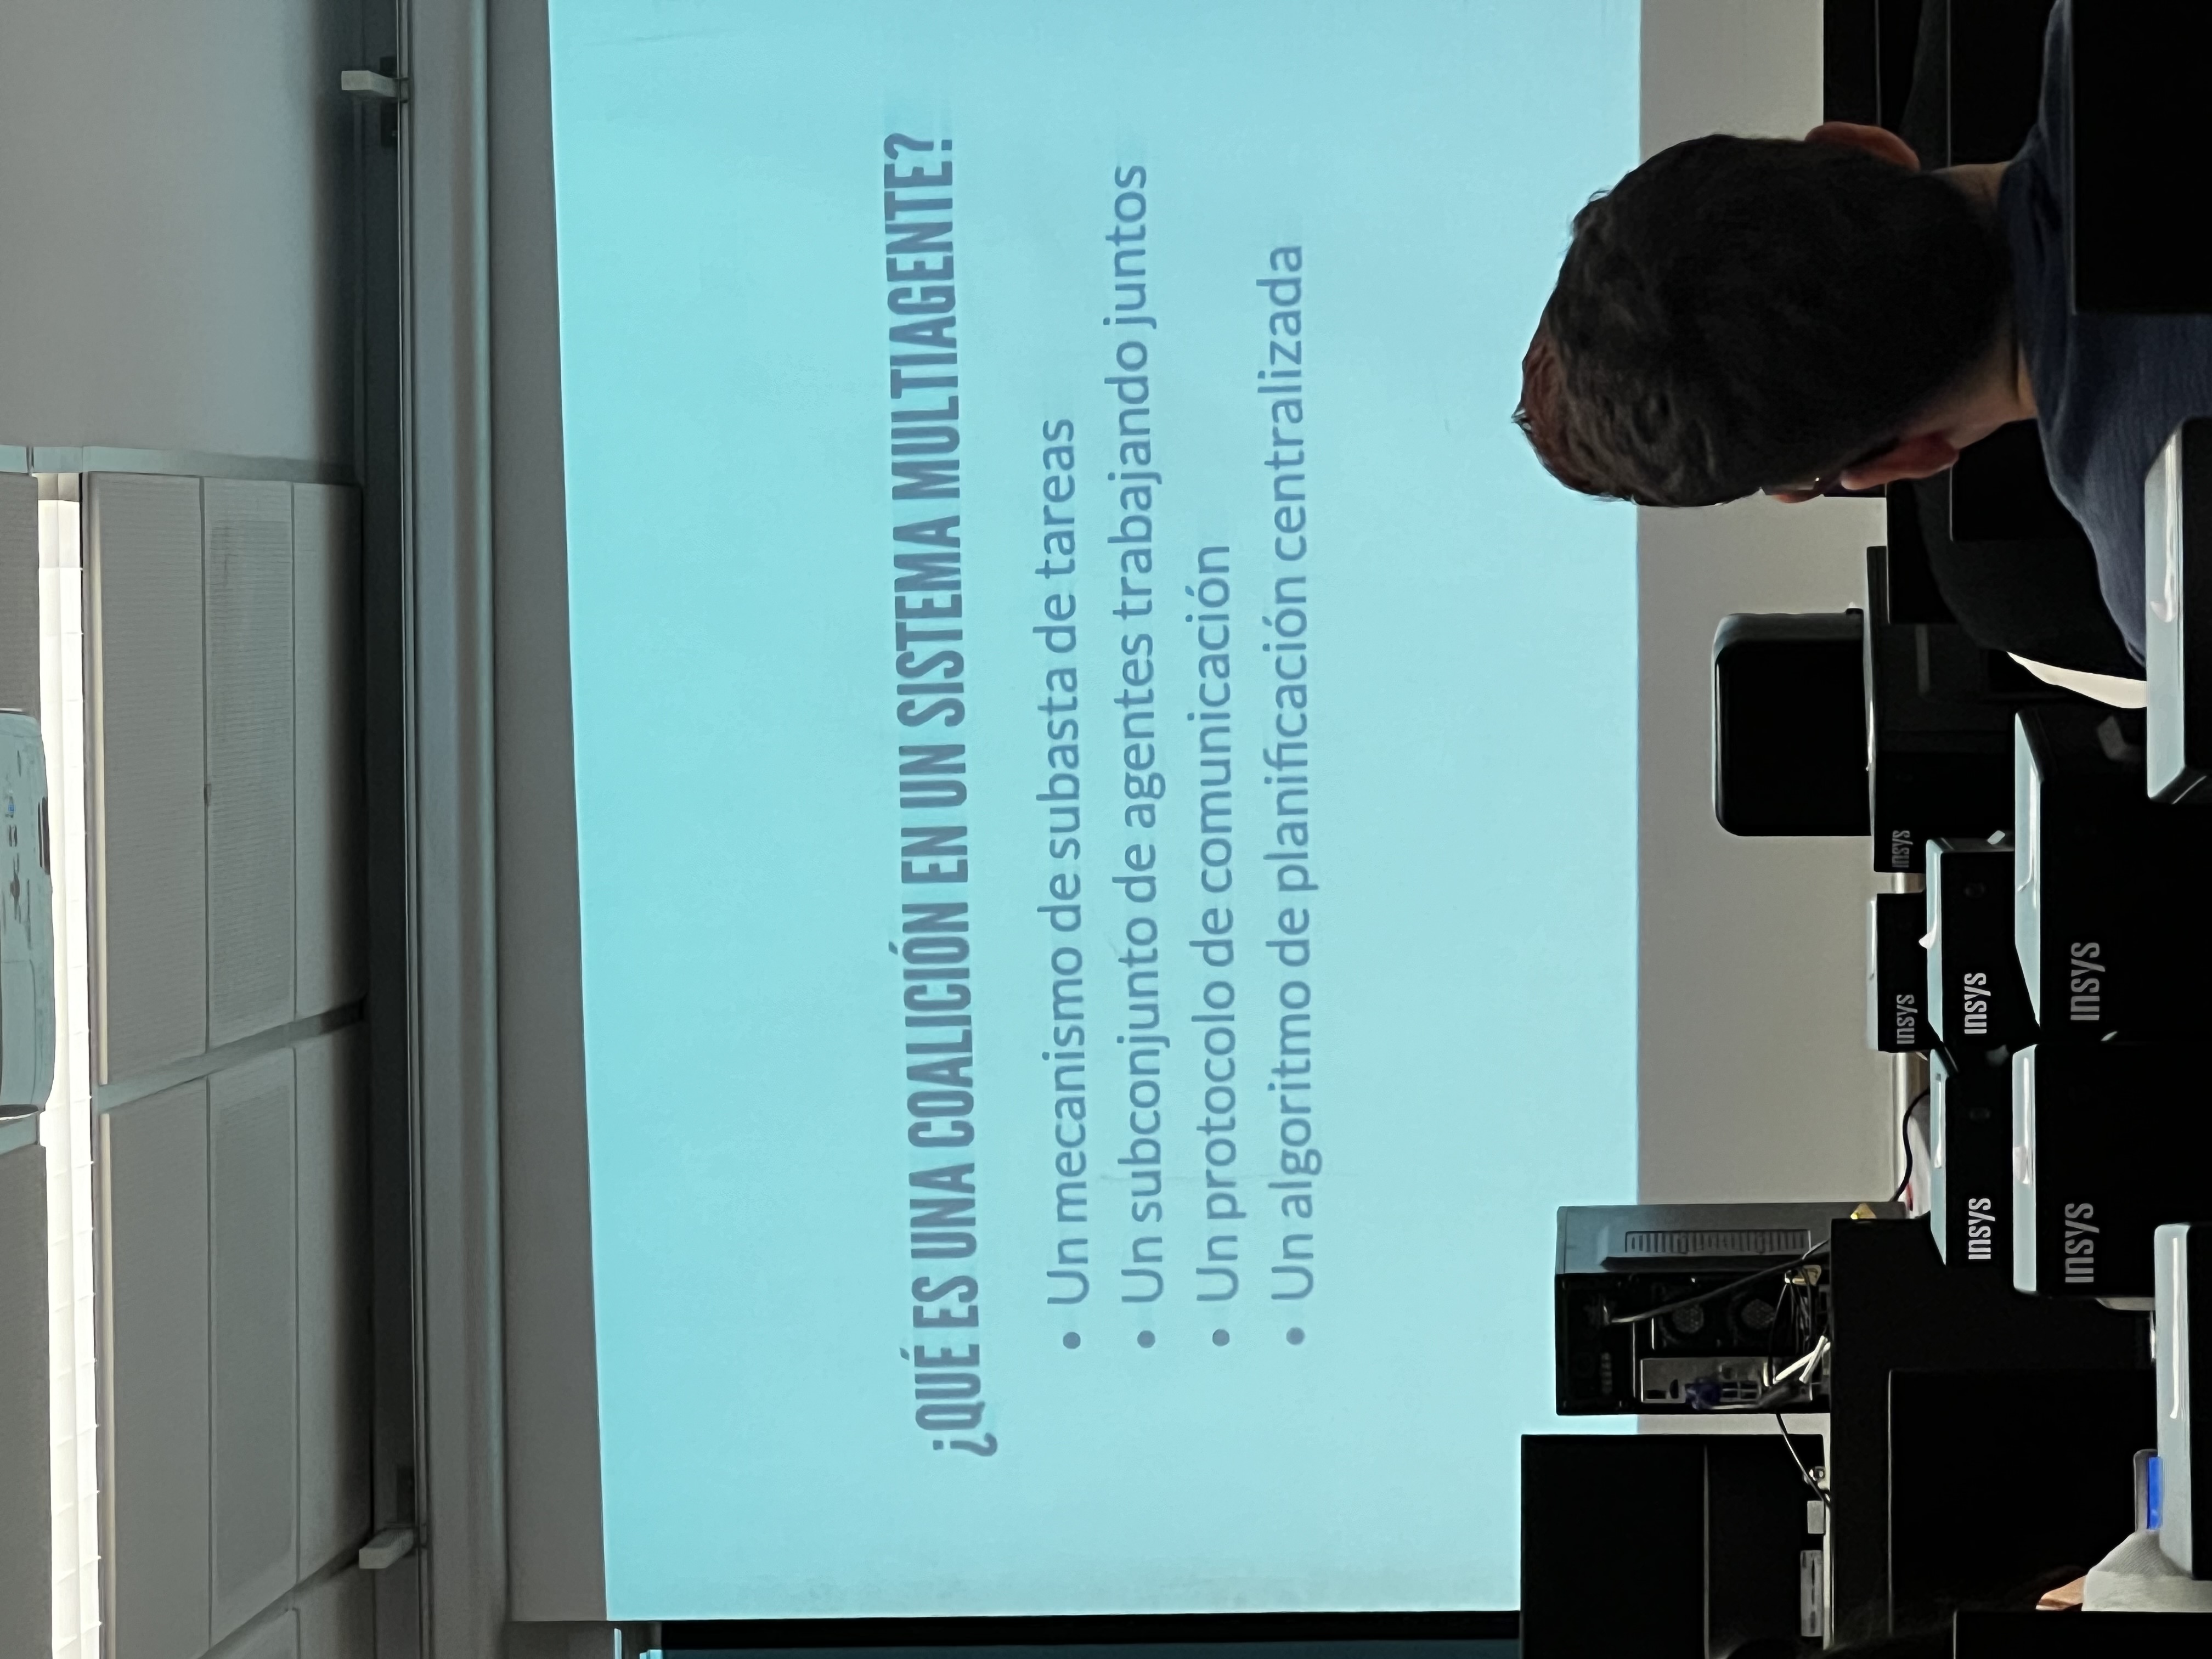 ¿QUÉ ES UNA COALICIÓN EN UN SISTEMA MULTIAGENTE?
• Un mecanismo de subasta de tareas
• Un subconjunto de agentes trabajando juntos
• Un protocolo de comunicación
• Un algoritmo de planificación centralizada
INSYS
INSYS
INSYS
INSYS
INSYS
INSYS